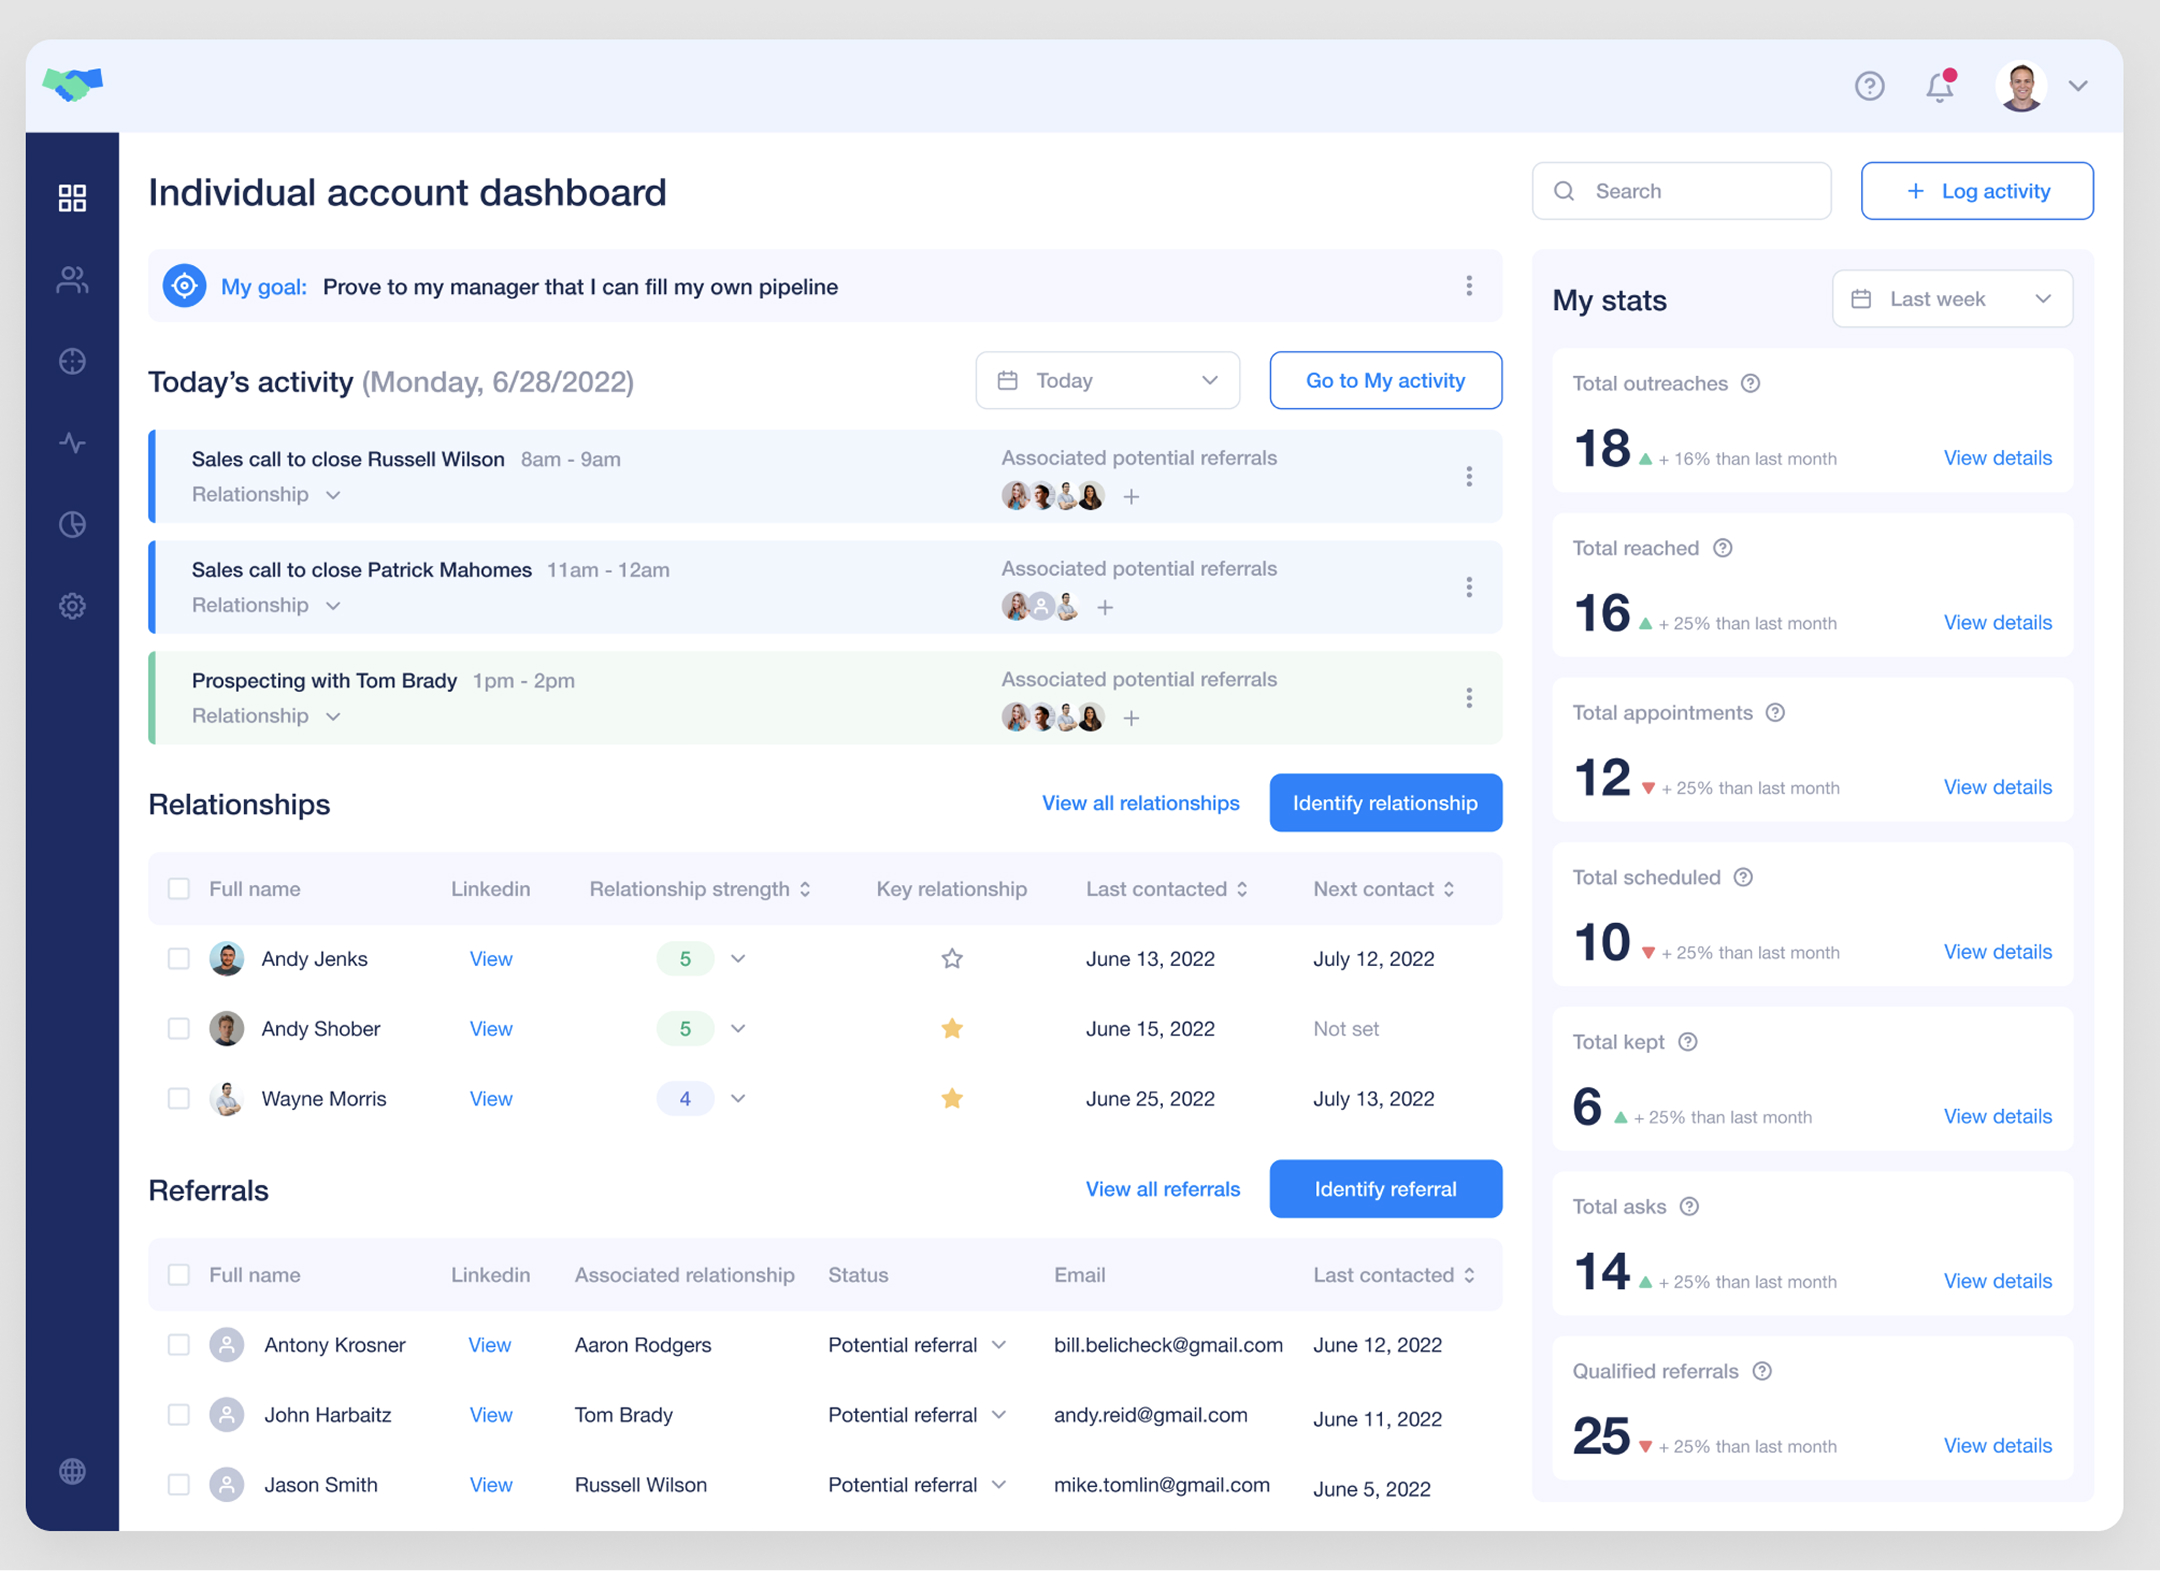 Individual account dashboard
Search
+ Log activity
My goal: Prove to my manager that I can fill my own pipeline
Today's activity (Monday, 6/28/2022)
Today
Go to My activity
Sales call to close Russell Wilson 8am - 9am
Relationship
Associated potential referrals
Sales call to close Patrick Mahomes 11am - 12am
Relationship
Associated potential referrals
Prospecting with Tom Brady 1pm - 2pm
Relationship
Associated potential referrals
Relationships
View all relationships
Identify relationship
Full name Linkedin Relationship strength Key relationship Last contacted Next contact
Andy Jenks View 5 June 13, 2022 July 12, 2022
Andy Shober View 5 June 15, 2022 Not set
Wayne Morris View 4 June 25, 2022 July 13, 2022
Referrals
View all referrals
Identify referral
Full name Linkedin Associated relationship Status Email Last contacted
Antony Krosner View Aaron Rodgers Potential referral bill.belicheck@gmail.com June 12, 2022
John Harbaitz View Tom Brady Potential referral andy.reid@gmail.com June 11, 2022
Jason Smith View Russell Wilson Potential referral mike.tomlin@gmail.com June 5, 2022
My stats
Last week
Total outreaches
18 + 16% than last month View details
Total reached
16 + 25% than last month View details
Total appointments
12 + 25% than last month View details
Total scheduled
10 + 25% than last month View details
Total kept
6 + 25% than last month View details
Total asks
14 + 25% than last month View details
Qualified referrals
25 + 25% than last month View details